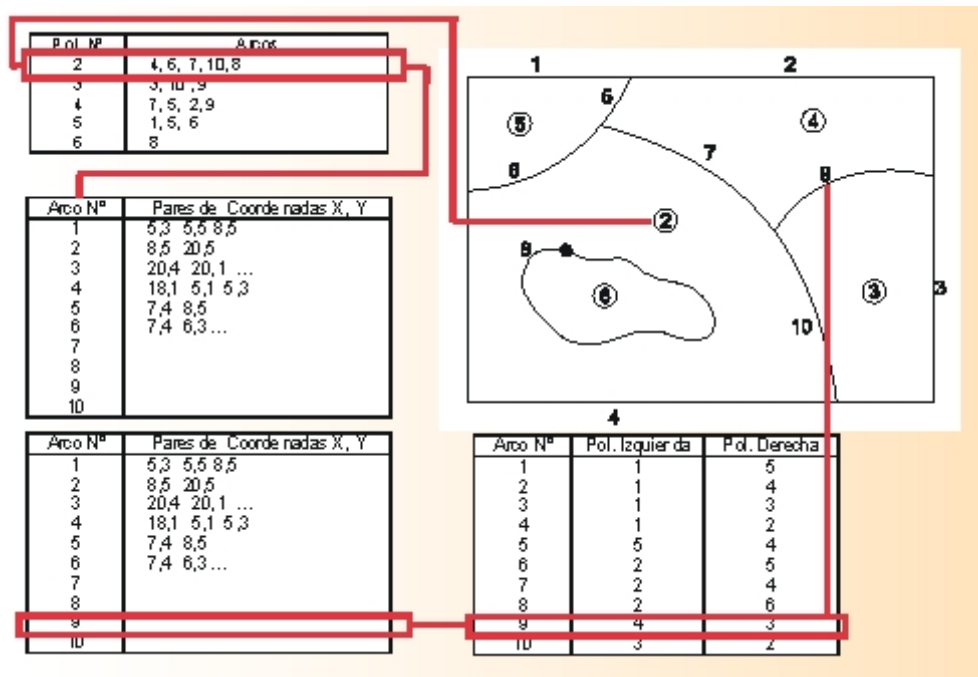 Pol. Nº Arcos
2 4, 6, 7, 10, 8
3 3, 10, 9
4 7, 5, 2, 9
5 1, 5, 6
6 8
Arco Nº Pares de Coordenadas X, Y
1 5,3 5,5 8,5
2 8,5 20,5
3 20,4 20,1 ...
4 18,1 5,1 5,3
5 7,4 8,5
6 7,4 6,3 ...
7
8
9
10
1 2
5
5 4
7
6 9
2
8
6 3 3
10
4
Arco Nº Pares de Coordenadas X, Y
1 5,3 5,5 8,5
2 8,5 20,5
3 20,4 20,1 ...
4 18,1 5,1 5,3
5 7,4 8,5
6 7,4 6,3 ...
7
8
9
10
Arco Nº Pol. Izquierda Pol. Derecha
1 1 5
2 1 4
3 1 3
4 1 2
5 5 4
6 2 5
7 2 4
8 2 6
9 4 3
10 3 2